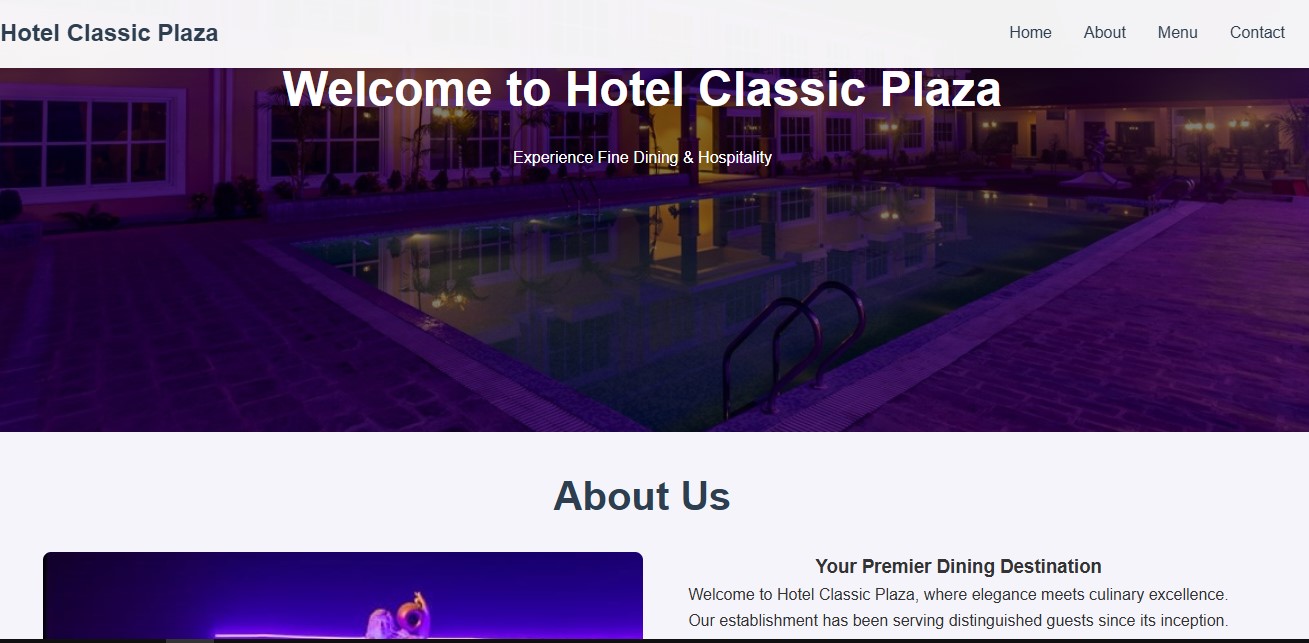 Hotel Classic Plaza
Home About Menu Contact
Welcome to Hotel Classic Plaza
Experience Fine Dining & Hospitality
About Us
Your Premier Dining Destination
Welcome to Hotel Classic Plaza, where elegance meets culinary excellence.
Our establishment has been serving distinguished guests since its inception.